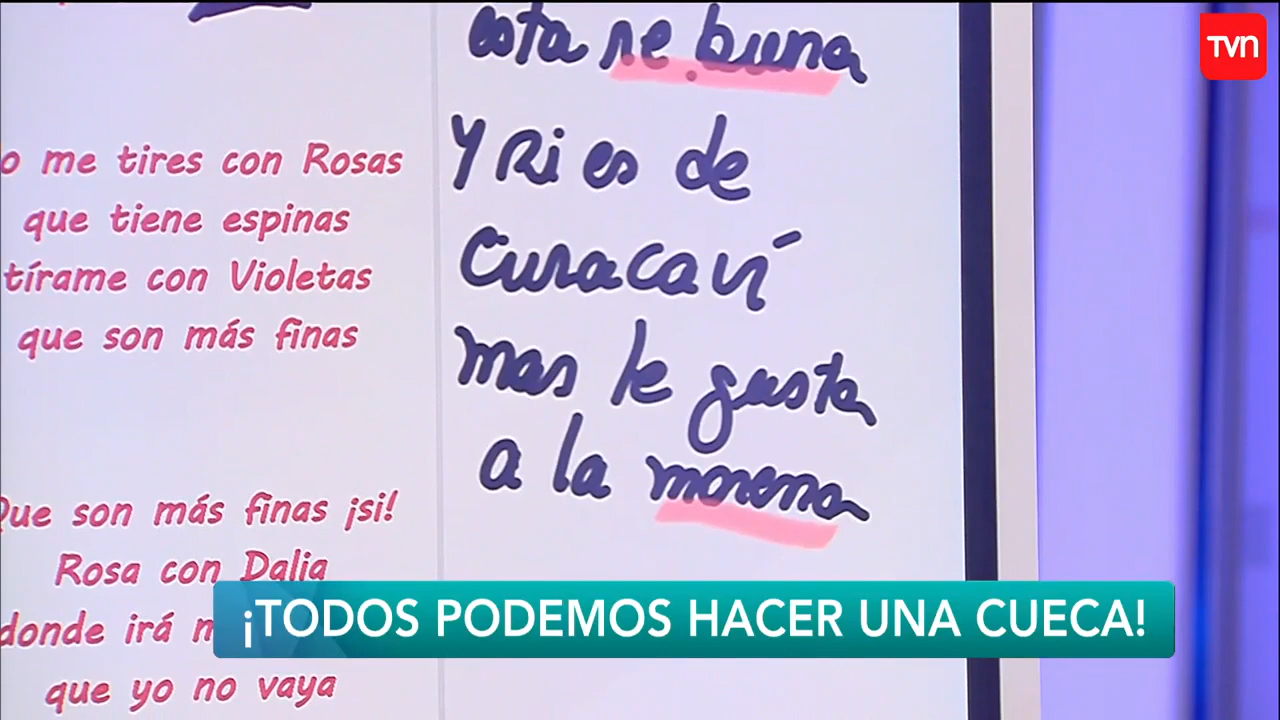 o me tires con Rosas
que tiene espinas
tírame con Violetas
que son más finas
Que son más finas ¡si!
Rosa con Dalia
donde irá m
que yo no vaya
esta re buna
y si es de
Curacaví
mas le gusta
a la morena
tvn
¡TODOS PODEMOS HACER UNA CUECA!